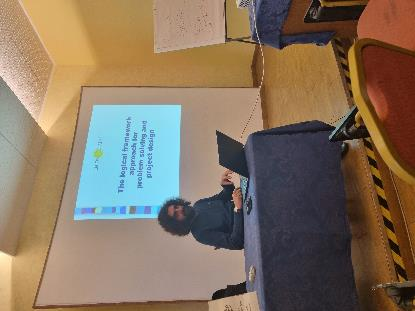 The logical framework
approach for
problem solving and
project design